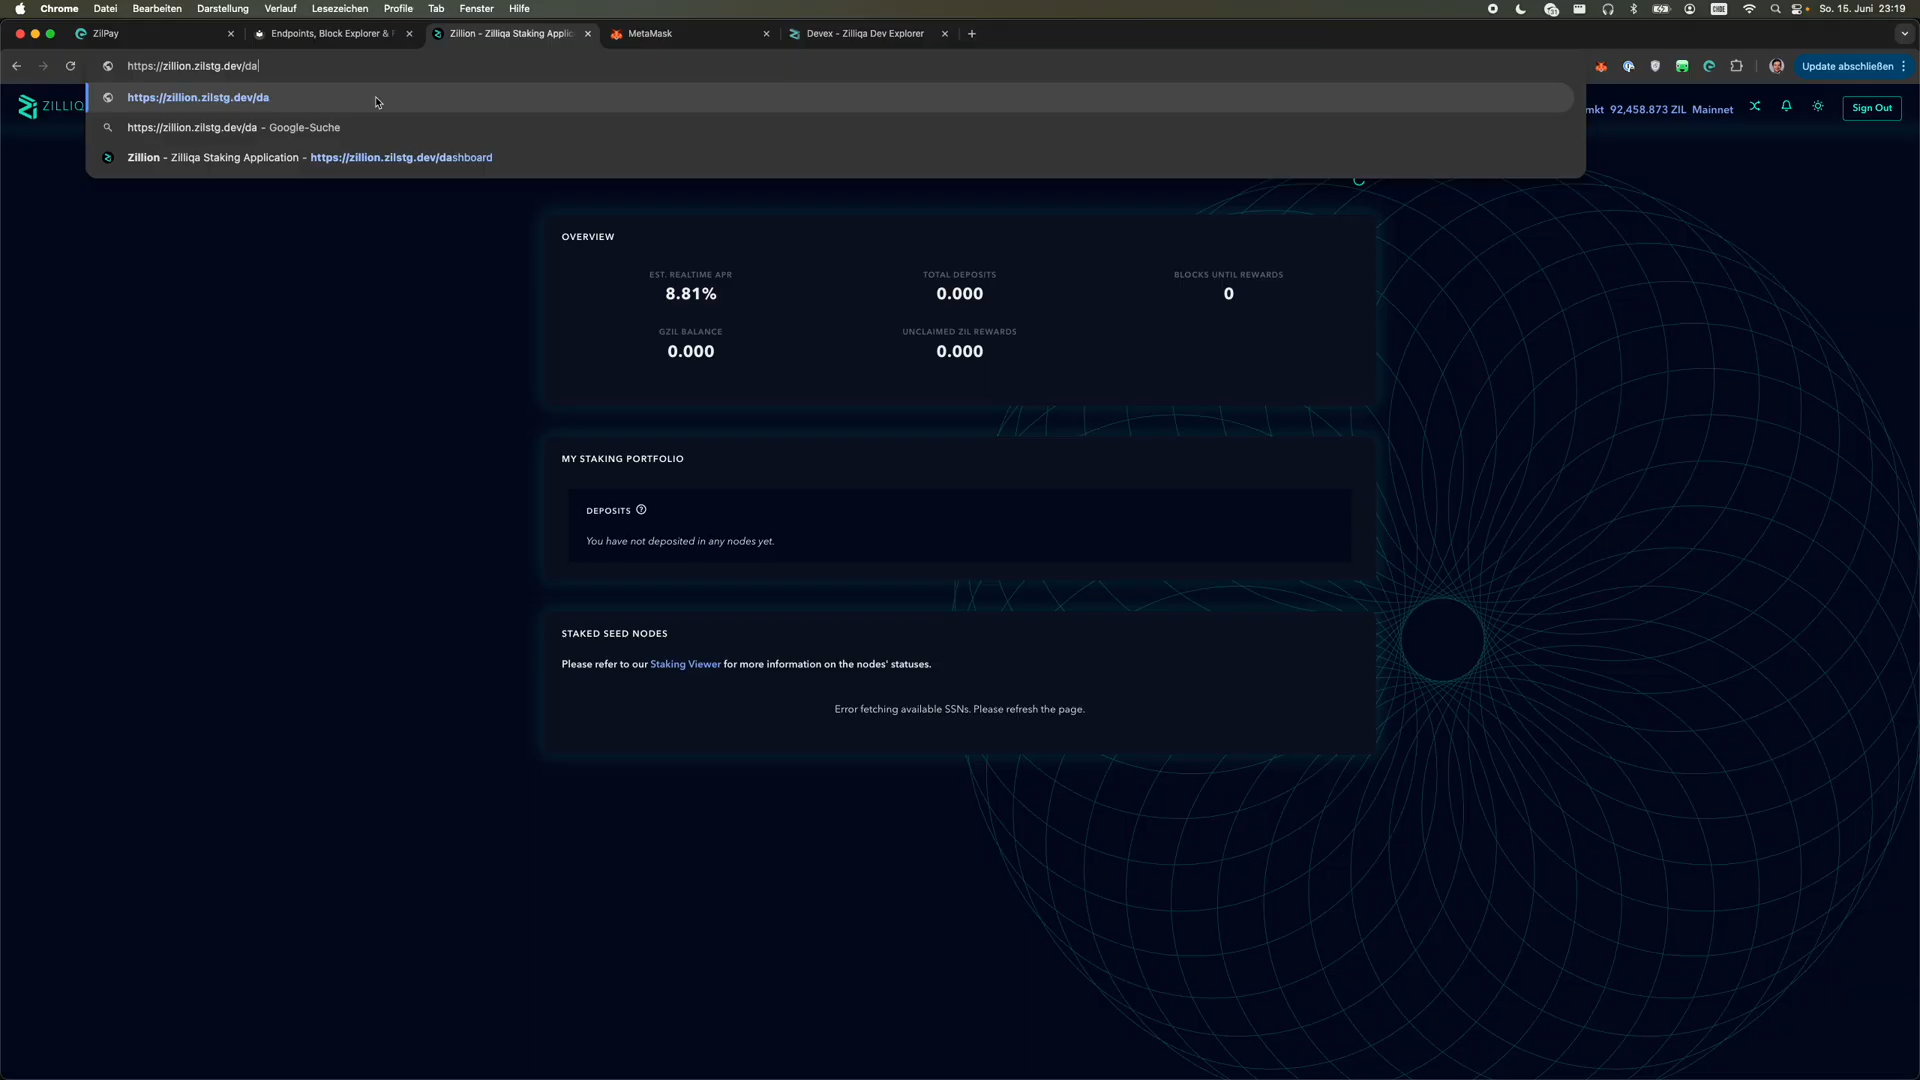 Chrome Datei Bearbeiten Darstellung Verlauf Lesezeichen Profile Tab Fenster Hilfe So. 15. Juni 23:19
ZilPay Endpoints, Block Explorer & Zillion - Zilliqa Staking Applic MetaMask Devex - Zilliqa Dev Explorer
https://zillion.zilstg.dev/da Update abschließen
https://zillion.zilstg.dev/da
https://zillion.zilstg.dev/da - Google-Suche
Zillion - Zilliqa Staking Application - https://zillion.zilstg.dev/dashboard
ZILLIQ 92,458.873 ZIL Mainnet Sign Out
OVERVIEW
EST. REALTIME APR TOTAL DEPOSITS BLOCKS UNTIL REWARDS
8.81% 0.000 0
GZIL BALANCE UNCLAIMED ZIL REWARDS
0.000 0.000
MY STAKING PORTFOLIO
DEPOSITS
You have not deposited in any nodes yet.
STAKED SEED NODES
Please refer to our Staking Viewer for more information on the nodes' statuses.
Error fetching available SSNs. Please refresh the page.